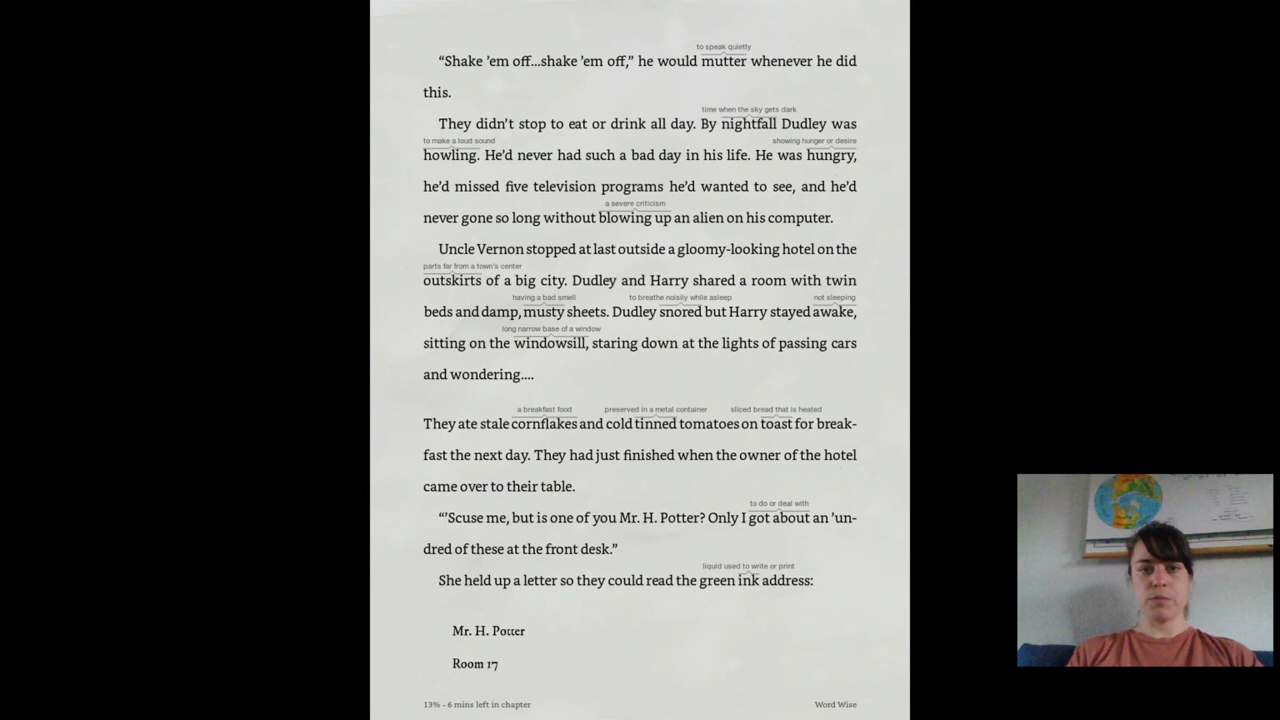 to speak quietly
“Shake ’em off...shake ’em off,” he would mutter whenever he did
this.
time when the sky gets dark
They didn’t stop to eat or drink all day. By nightfall Dudley was
to make a loud sound showing hunger or desire
howling. He’d never had such a bad day in his life. He was hungry,
he’d missed five television programs he’d wanted to see, and he’d
a severe criticism
never gone so long without blowing up an alien on his computer.
Uncle Vernon stopped at last outside a gloomy-looking hotel on the
parts far from a town's center
outskirts of a big city. Dudley and Harry shared a room with twin
having a bad smell to breathe noisily while asleep not sleeping
beds and damp, musty sheets. Dudley snored but Harry stayed awake,
long narrow base of a window
sitting on the windowsill, staring down at the lights of passing cars
and wondering....
a breakfast food preserved in a metal container sliced bread that is heated
They ate stale cornflakes and cold tinned tomatoes on toast for break-
fast the next day. They had just finished when the owner of the hotel
came over to their table.
to do or deal with
“’Scuse me, but is one of you Mr. H. Potter? Only I got about an ’un-
dred of these at the front desk.”
liquid used to write or print
She held up a letter so they could read the green ink address:
Mr. H. Potter
Room 17
13% - 6 mins left in chapter Word Wise